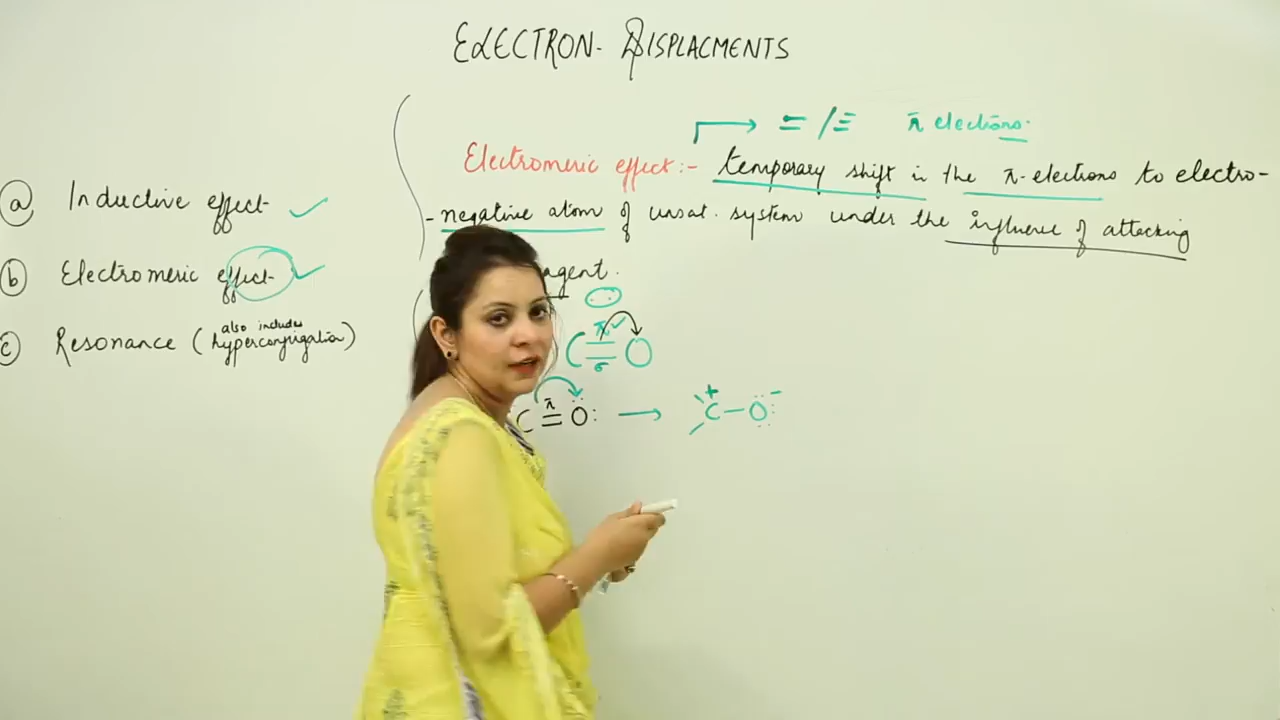 ELECTRON- DISPLACMENTS
= / ≡ π electrons.
Electromeric effect:- temporary shift in the π-electrons to electro-
-negative atom of unsat. system under the influence of attacking
agent.
(a) Inductive effect ✓
(b) Electromeric effect ✓
(c) Resonance (also includes hyperconjugation)
π ✓
C = O
σ
π
C = O: → C⁺ – O⁻